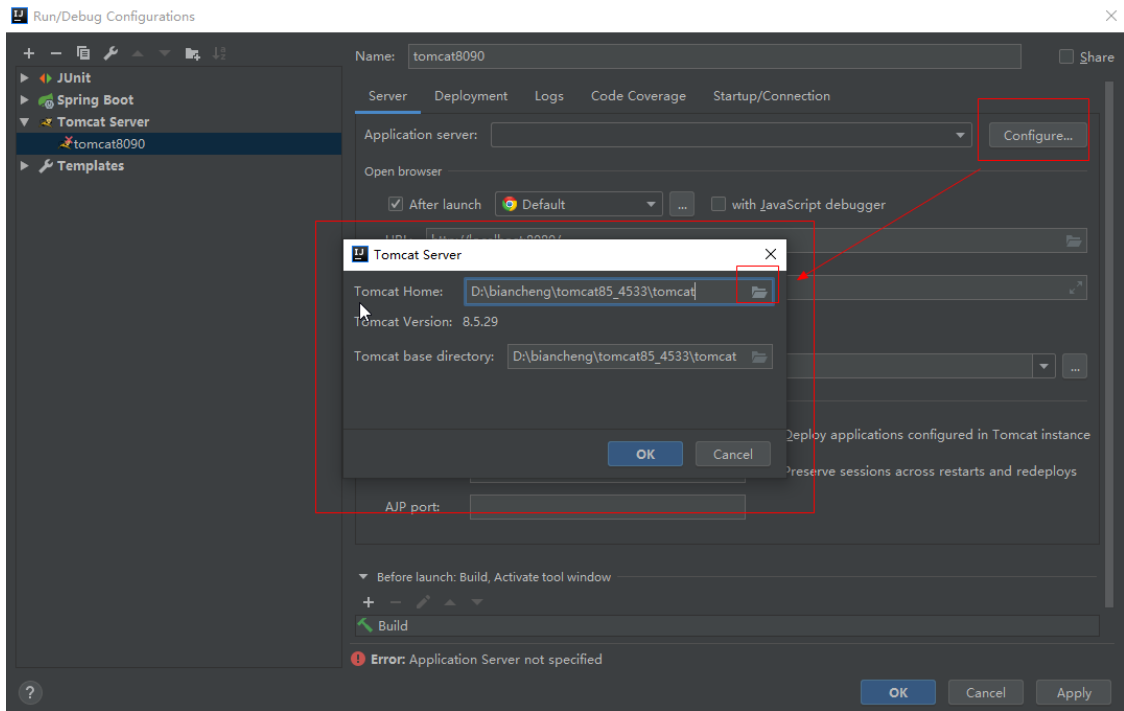 Run/Debug Configurations
Name: tomcat8090
Share
JUnit
Spring Boot
Tomcat Server
tomcat8090
Templates
Server Deployment Logs Code Coverage Startup/Connection
Application server: Configure...
Open browser
After launch Default ... with JavaScript debugger
Tomcat Server
Tomcat Home: D:\biancheng\tomcat85_4533\tomcat
Tomcat Version: 8.5.29
Tomcat base directory: D:\biancheng\tomcat85_4533\tomcat
...
OK Cancel
Deploy applications configured in Tomcat instance
Preserve sessions across restarts and redeploys
AJP port:
Before launch: Build, Activate tool window
Build
Error: Application Server not specified
?
OK Cancel Apply